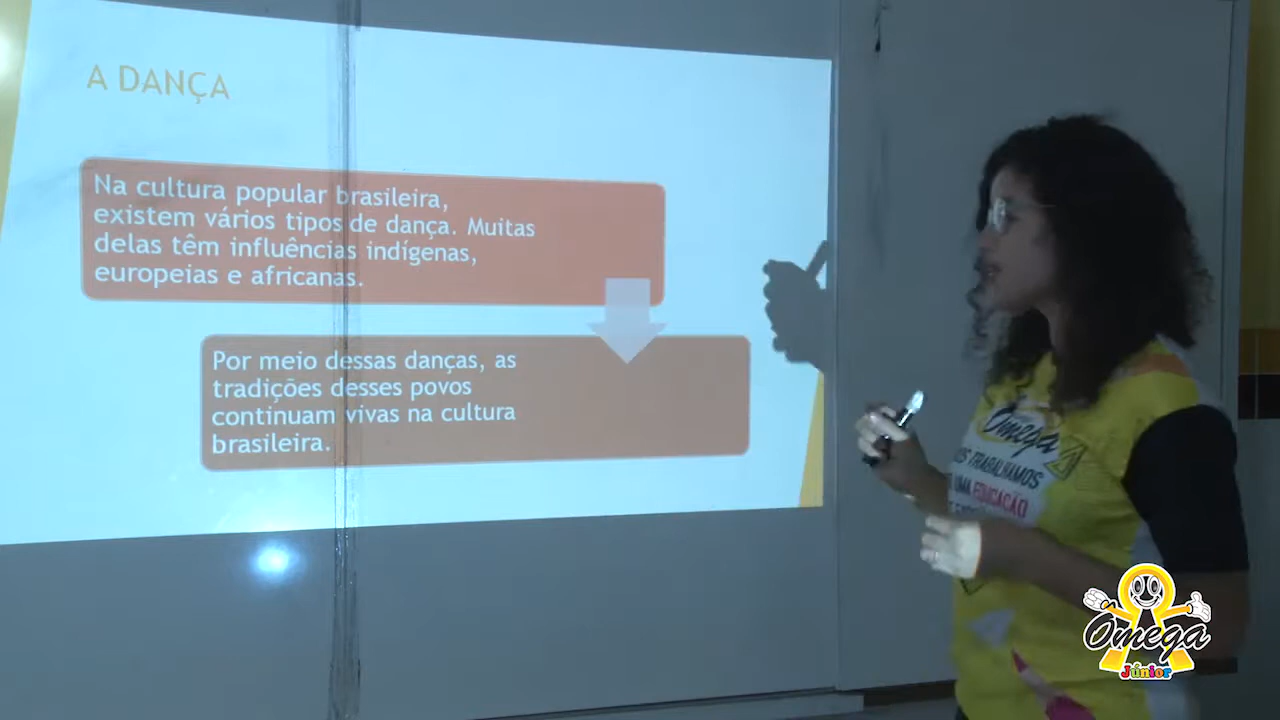 A DANÇA
Na cultura popular brasileira,
existem vários tipos de dança. Muitas
delas têm influências indígenas,
europeias e africanas.
Por meio dessas danças, as
tradições desses povos
continuam vivas na cultura
brasileira.
Omega
TRABALHAMOS
UMA EDUCAÇÃO
Omega
Júnior